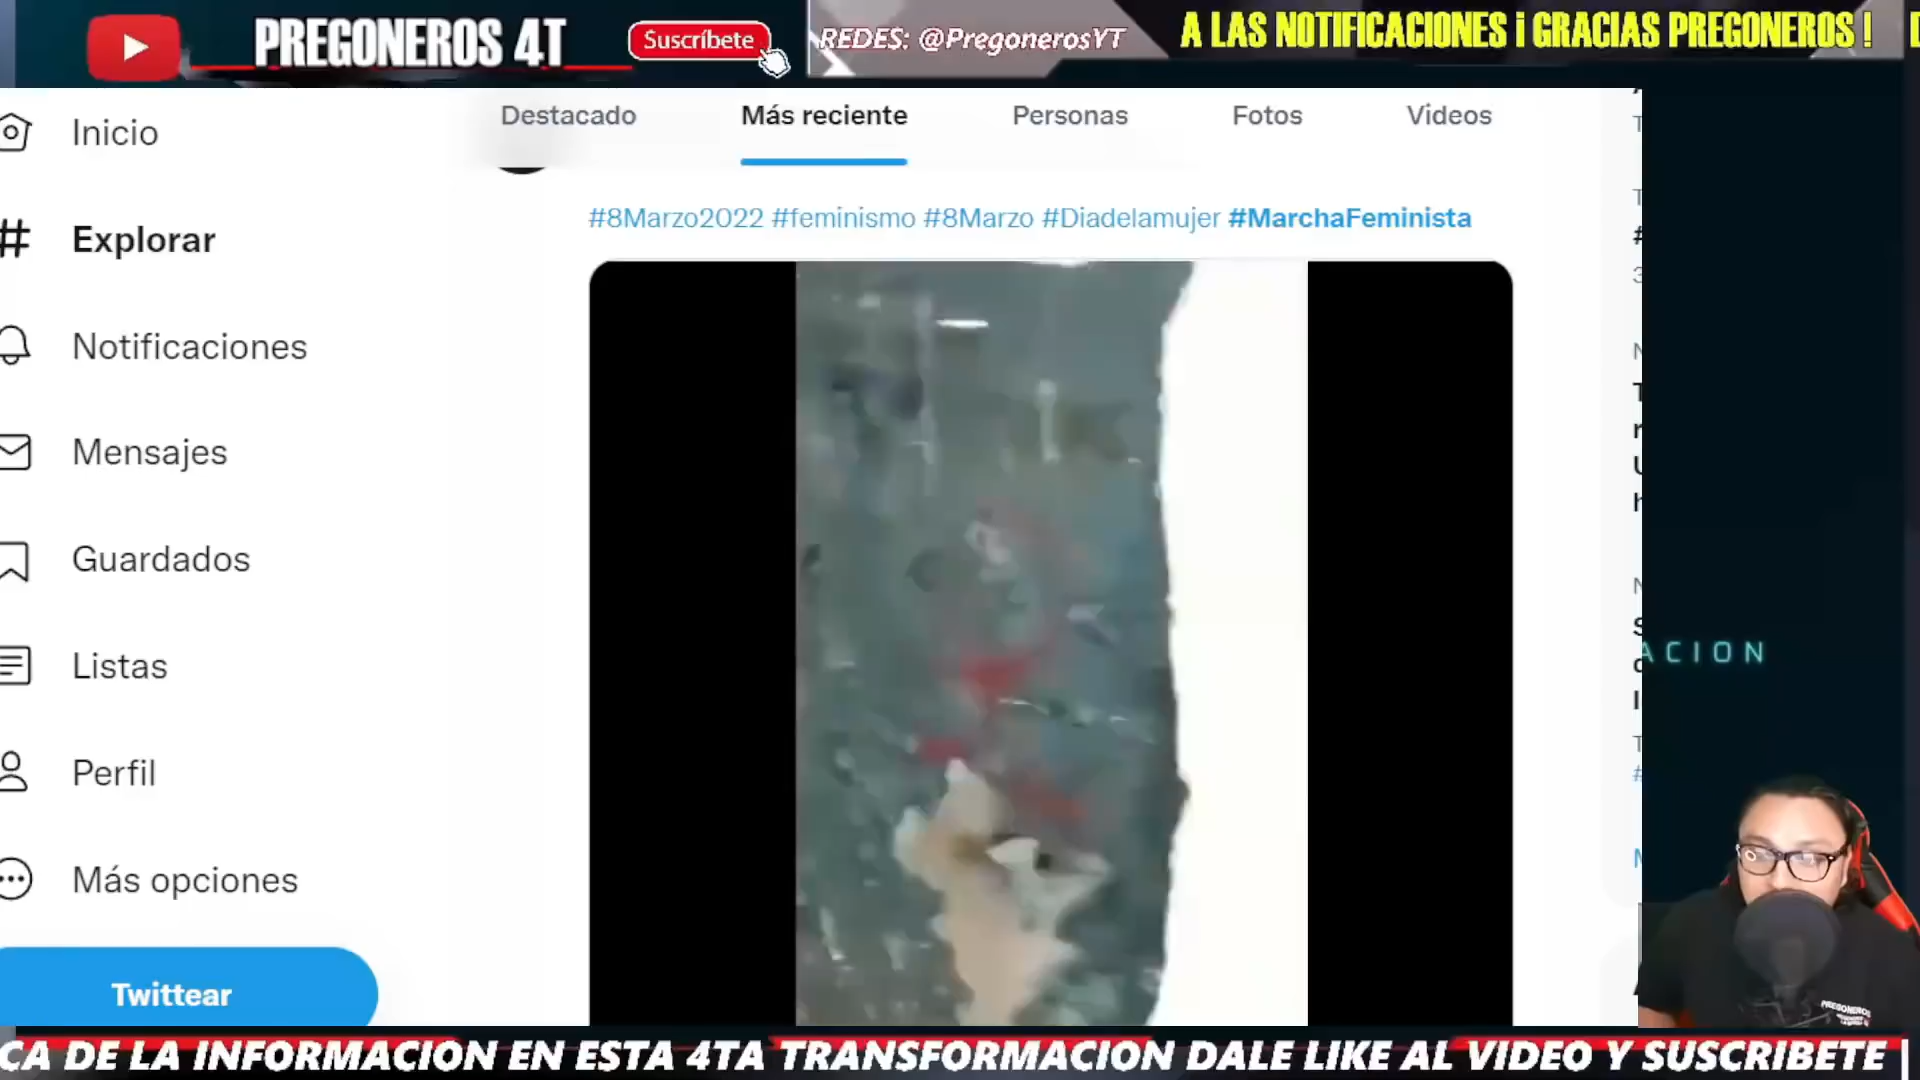 PREGONEROS 4T
Suscríbete
REDES: @PregonerosYT
A LAS NOTIFICACIONES ¡ GRACIAS PREGONEROS !
Inicio
Explorar
Notificaciones
Mensajes
Guardados
Listas
Perfil
Más opciones
Twittear
Destacado
Más reciente
Personas
Fotos
Videos
#8Marzo2022 #feminismo #8Marzo #Diadelamujer #MarchaFeminista
ACION
PREGONEROS
CA DE LA INFORMACION EN ESTA 4TA TRANSFORMACION DALE LIKE AL VIDEO Y SUSCRIBETE |